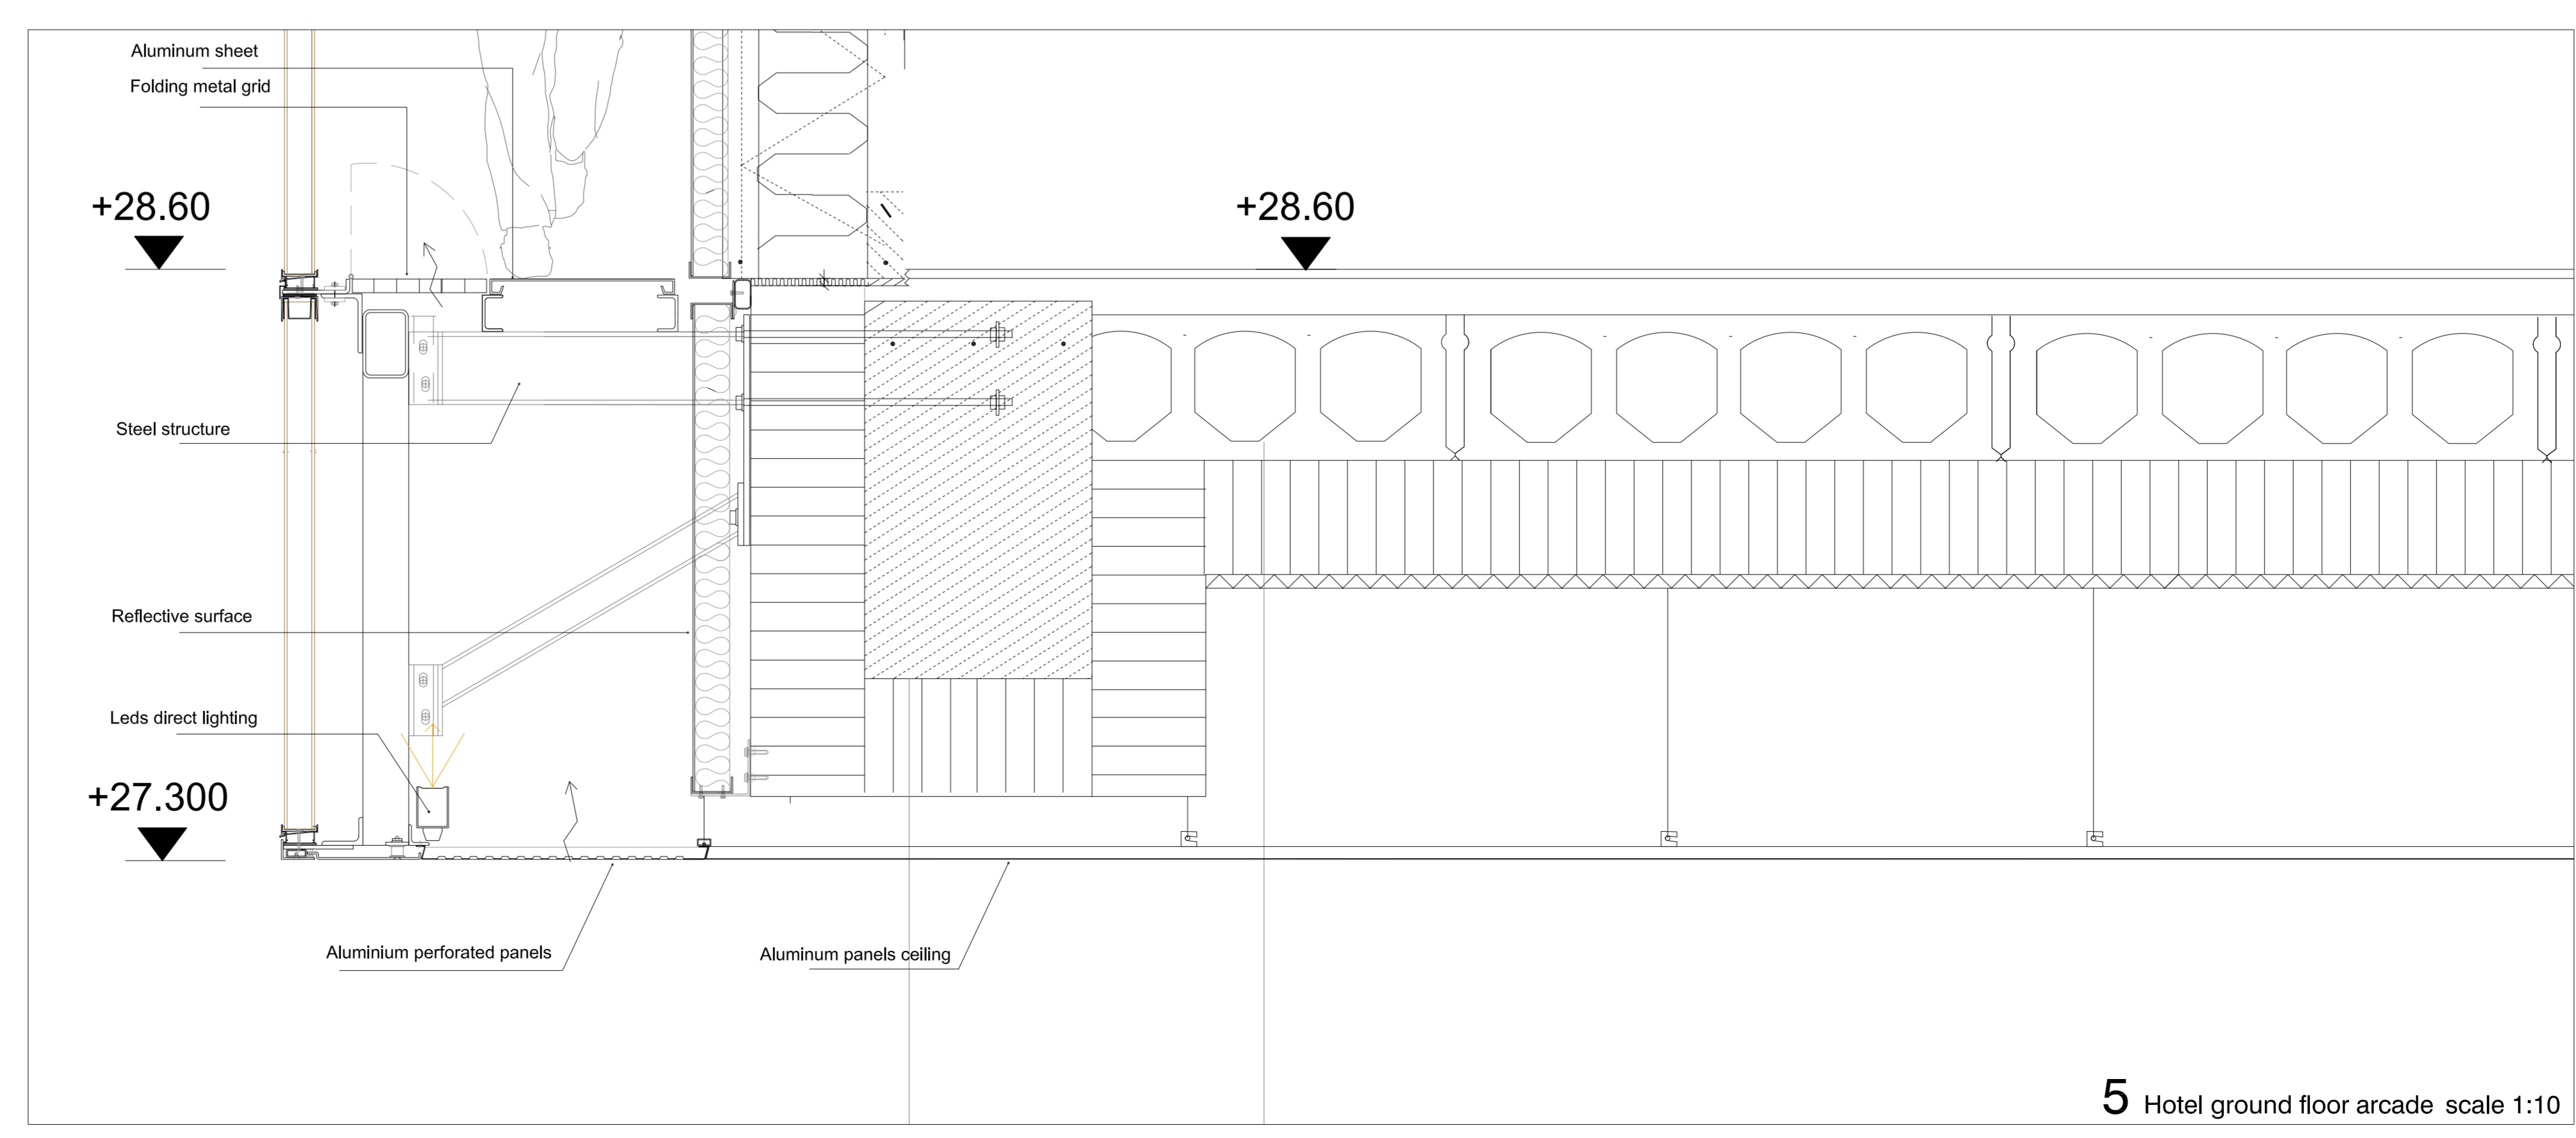 Aluminum sheet
Folding metal grid
+28.60
+28.60
Steel structure
Reflective surface
Leds direct lighting
+27.300
Aluminium perforated panels
Aluminum panels ceiling
5 Hotel ground floor arcade scale 1:10